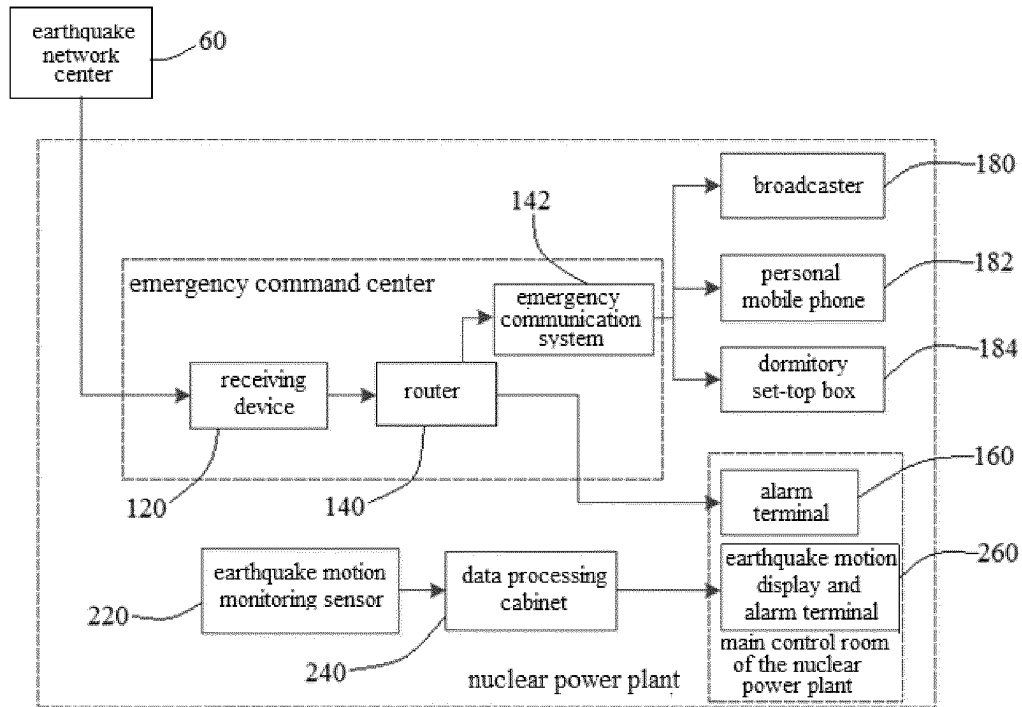 earthquake
network
center
60
142
broadcaster
180
emergency command center
emergency
communication
system
personal
mobile phone
182
dormitory
set-top box
184
receiving
device
120
router
140
alarm
terminal
160
earthquake motion
monitoring sensor
220
data processing
cabinet
240
earthquake motion
display and
alarm terminal
260
main control room
of the nuclear
power plant
nuclear power plant